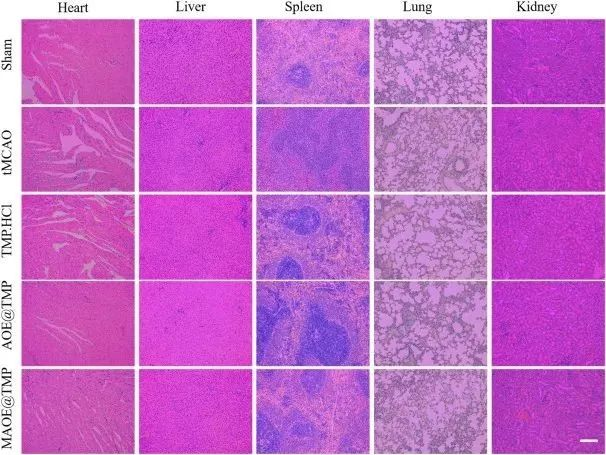 Heart Liver Spleen Lung Kidney
Sham
tMCAO
TMP.HCl
AOE@TMP
MAOE@TMP